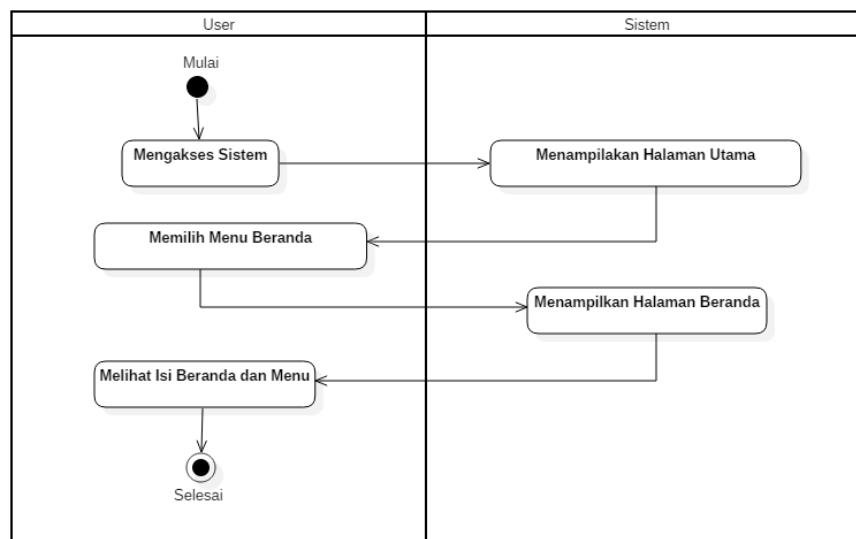 User
Sistem
Mulai
Mengakses Sistem
Menampilakan Halaman Utama
Memilih Menu Beranda
Menampilkan Halaman Beranda
Melihat Isi Beranda dan Menu
Selesai